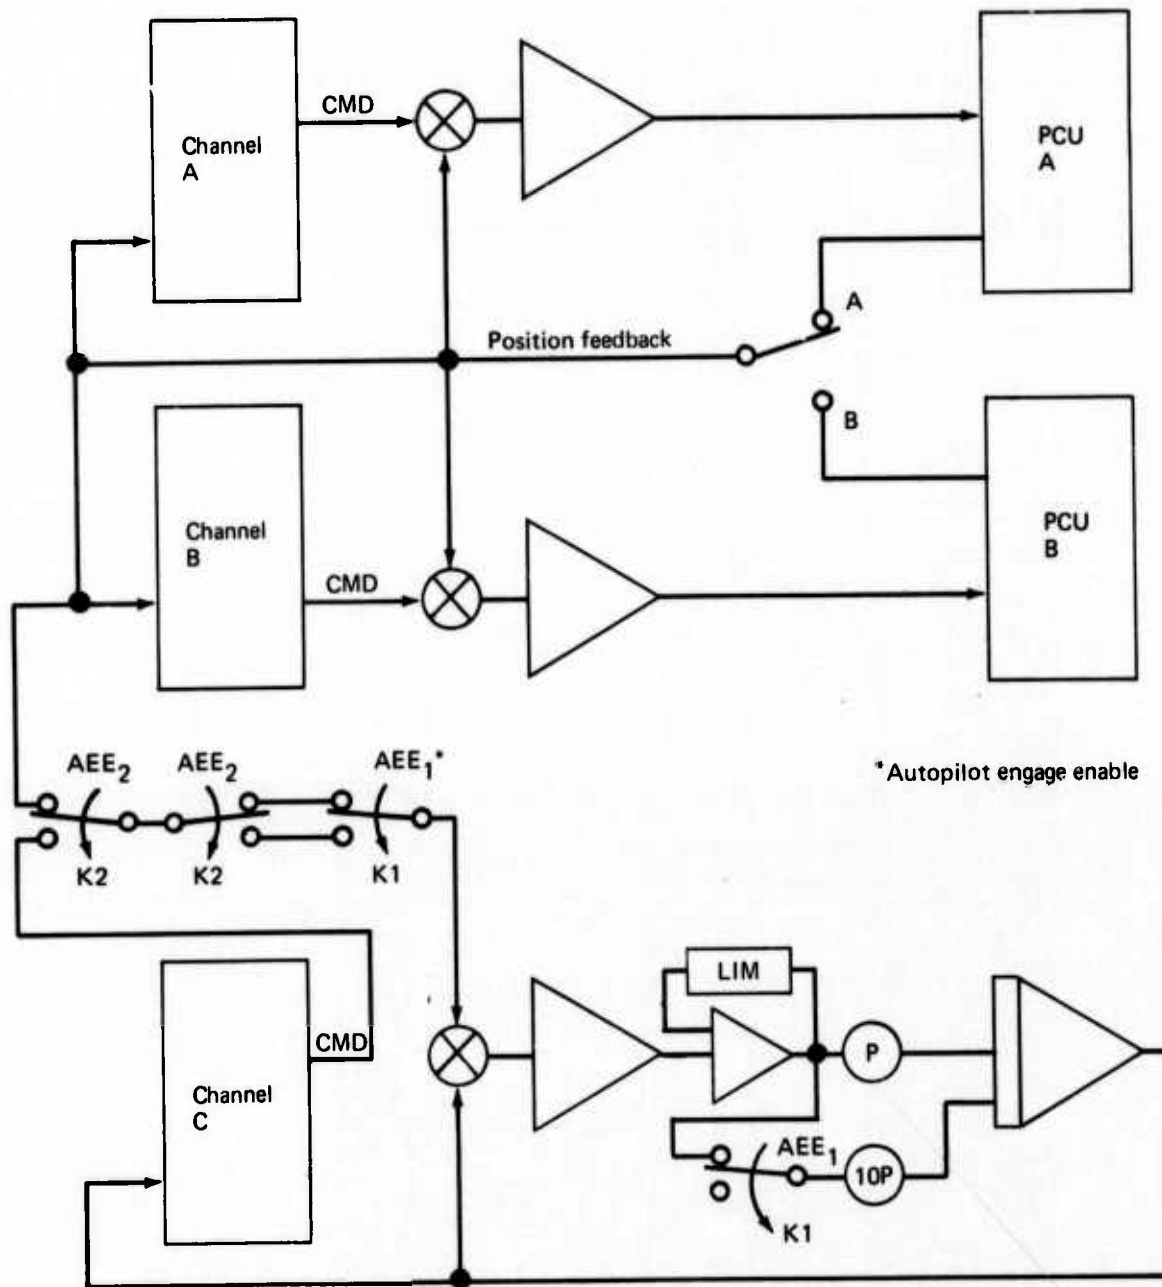 CMD
Channel
A
PCU
A
A
Position feedback
B
Channel
B
CMD
PCU
B
AEE₂
AEE₂
AEE₁*
*Autopilot engage enable
K2
K2
K1
LIM
CMD
P
Channel
C
AEE₁
10P
K1